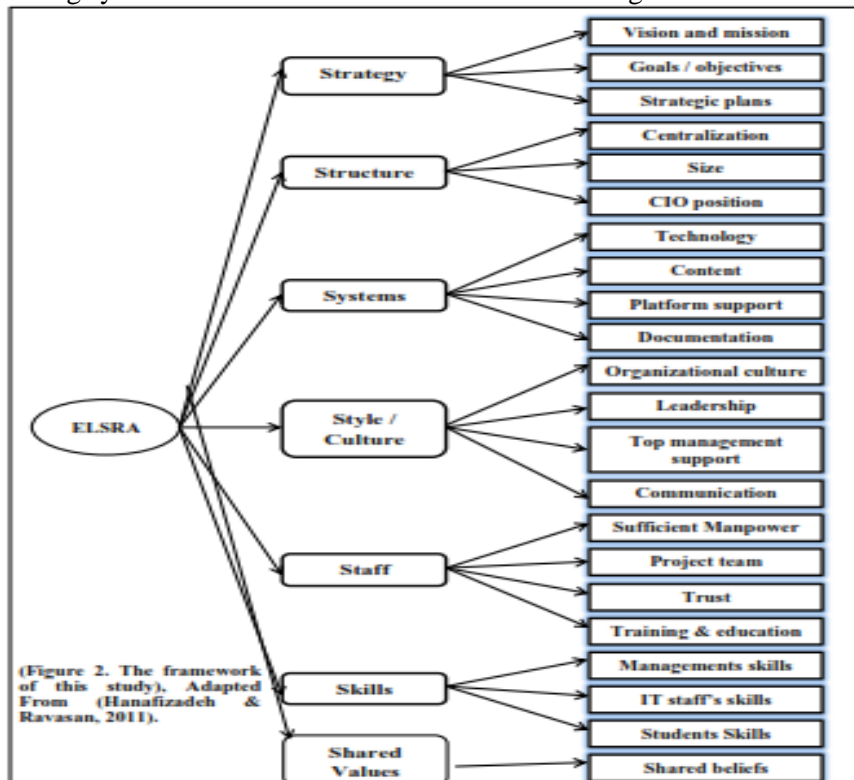 Vision and mission
Strategy
Goals / objectives
Strategic plans
Centralization
Structure
Size
CIO position
Technology
Content
Systems
Platform support
Documentation
Organizational culture
ELSRA
Style /
Culture
Leadership
Top management
support
Communication
Sufficient Manpower
Staff
Project team
Trust
Training & education
(Figure 2. The framework
of this study), Adapted
From (Hanafizadeh &
Ravasan, 2011).
Managements skills
Skills
IT staff's skills
Students Skills
Shared
Values
Shared beliefs